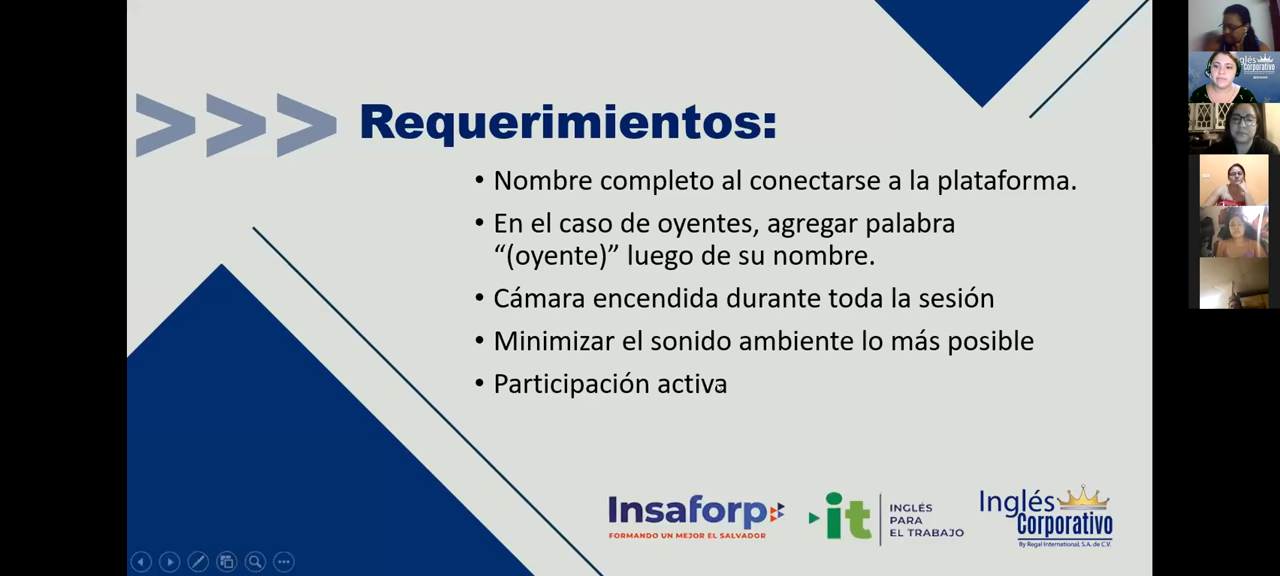 >>> Requerimientos:
• Nombre completo al conectarse a la plataforma.
• En el caso de oyentes, agregar palabra
“(oyente)” luego de su nombre.
• Cámara encendida durante toda la sesión
• Minimizar el sonido ambiente lo más posible
• Participación activa
Insaforp
FORMANDO UN MEJOR EL SALVADOR
it
INGLÉS
PARA
EL TRABAJO
Inglés
Corporativo
By Regal International, S.A. de C.V.
Inglés
Corporativo